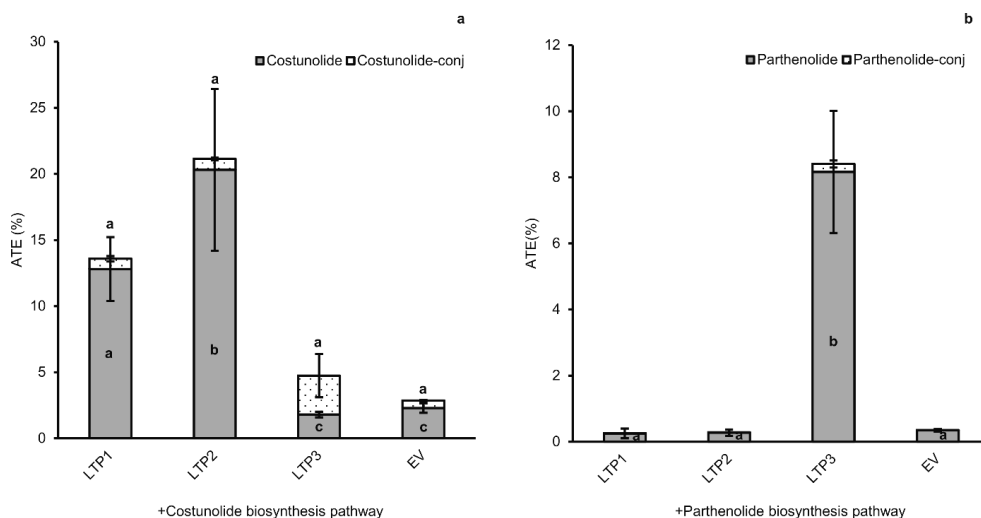 a
Costunolide Costunolide-conj
30
25
20
15
10
5
0
ATE (%)
a
a
a
b
a
c
a
c
LTP1 LTP2 LTP3 EV
+Costunolide biosynthesis pathway
b
Parthenolide Parthenolide-conj
12
10
8
6
4
2
0
ATE(%)
a
a
b
a
LTP1 LTP2 LTP3 EV
+Parthenolide biosynthesis pathway